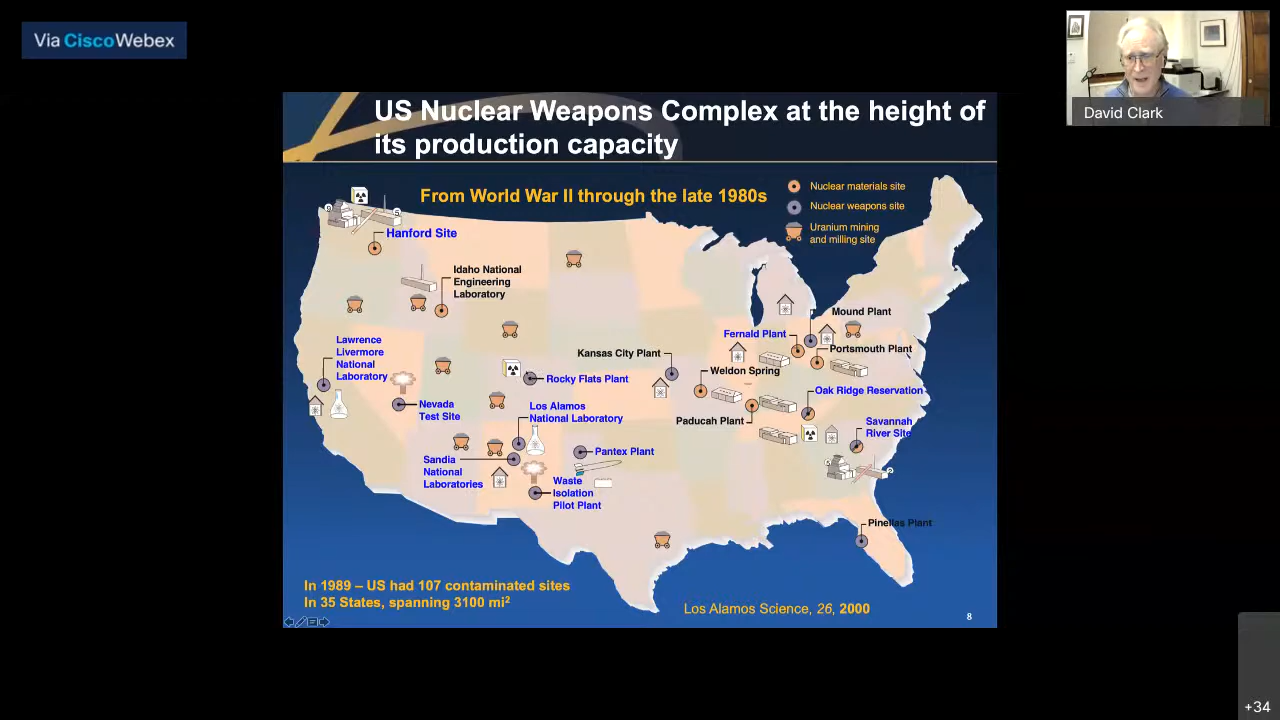 Via CiscoWebex
David Clark
US Nuclear Weapons Complex at the height of
its production capacity
From World War II through the late 1980s
Nuclear materials site
Nuclear weapons site
Uranium mining
and milling site
Hanford Site
Idaho National
Engineering
Laboratory
Mound Plant
Fernald Plant
Portsmouth Plant
Lawrence
Livermore
National
Laboratory
Kansas City Plant
Weldon Spring
Rocky Flats Plant
Oak Ridge Reservation
Nevada
Test Site
Los Alamos
National Laboratory
Paducah Plant
Savannah
River Site
Pantex Plant
Sandia
National
Laboratories
Waste
Isolation
Pilot Plant
Pinellas Plant
In 1989 – US had 107 contaminated sites
In 35 States, spanning 3100 mi²
Los Alamos Science, 26, 2000
8
+34